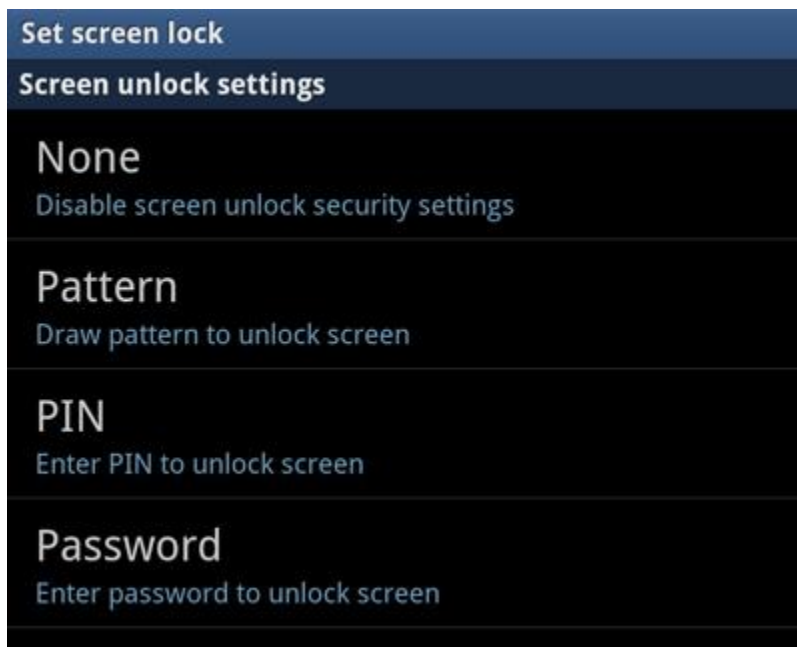 Set screen lock
Screen unlock settings
None
Disable screen unlock security settings
Pattern
Draw pattern to unlock screen
PIN
Enter PIN to unlock screen
Password
Enter password to unlock screen